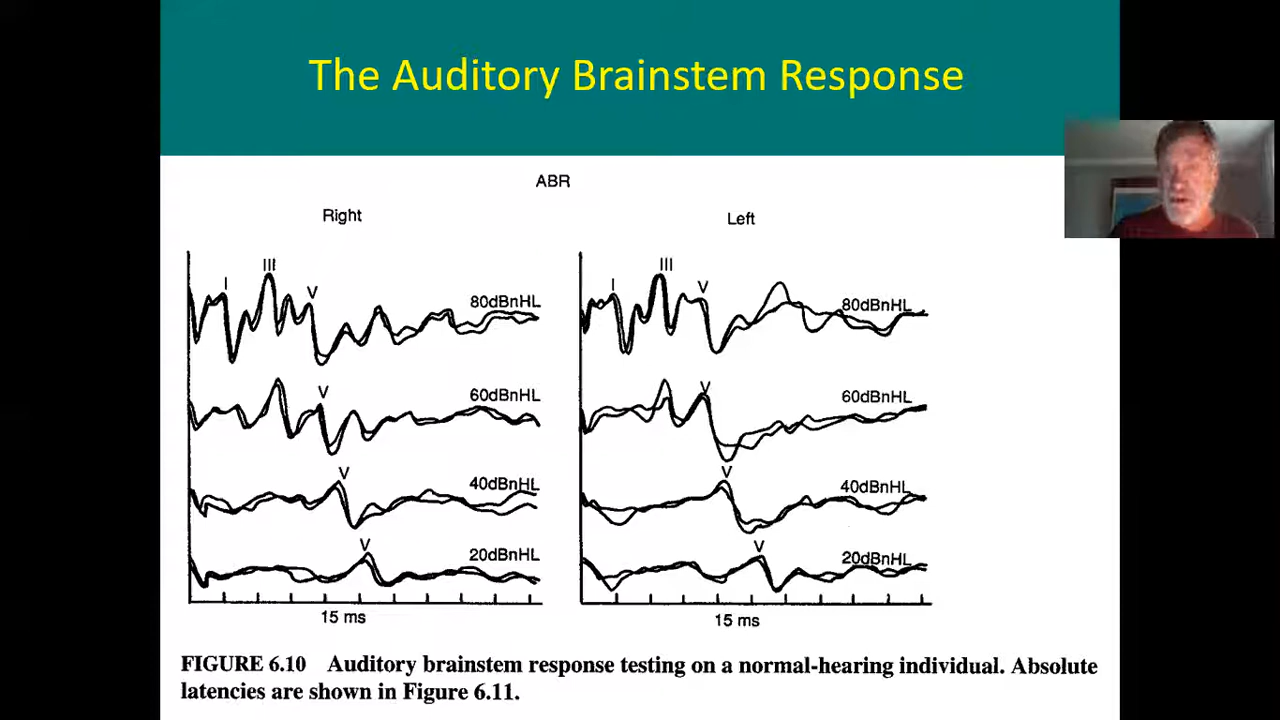 The Auditory Brainstem Response
ABR
Right
Left
I
III
V
80dBnHL
V
60dBnHL
V
40dBnHL
V
20dBnHL
15 ms
I
III
V
80dBnHL
V
60dBnHL
V
40dBnHL
V
20dBnHL
15 ms
FIGURE 6.10 Auditory brainstem response testing on a normal-hearing individual. Absolute
latencies are shown in Figure 6.11.